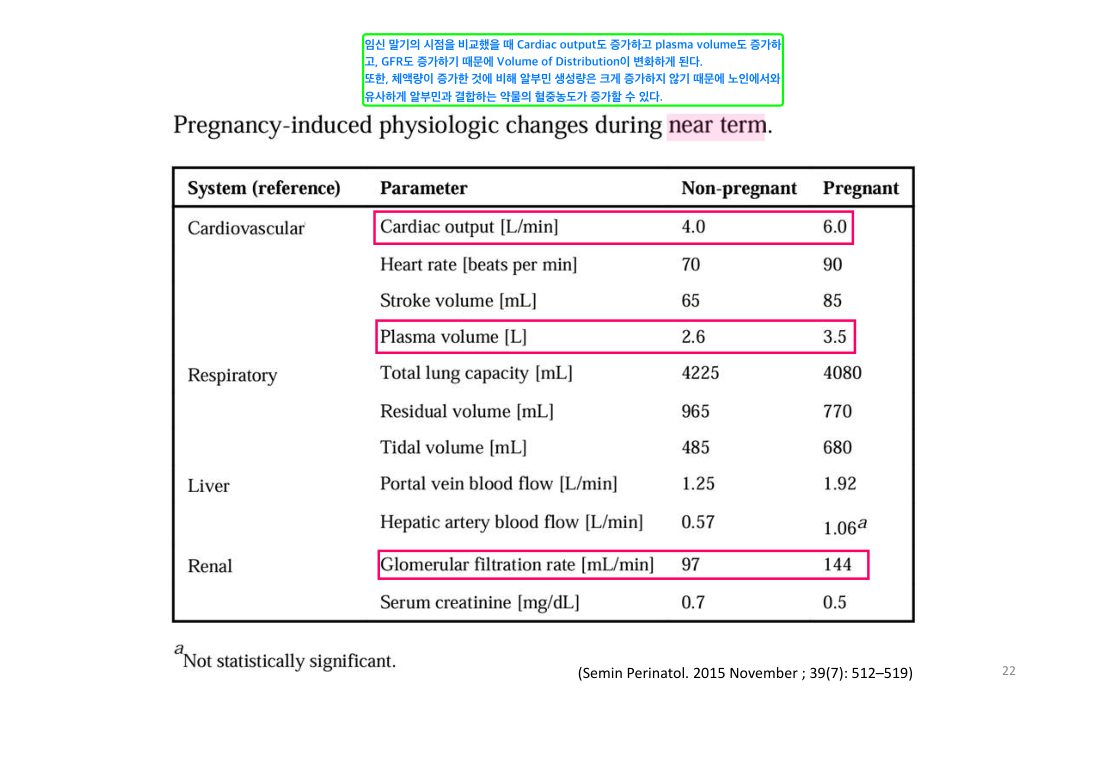 임신 말기의 시점을 비교했을 때 Cardiac output도 증가하고 plasma volume도 증가하
고, GFR도 증가하기 때문에 Volume of Distribution이 변화하게 된다.
또한, 체액량이 증가한 것에 비해 알부민 생성량은 크게 증가하지 않기 때문에 노인에서와
유사하게 알부민과 결합하는 약물의 혈중농도가 증가할 수 있다.
Pregnancy-induced physiologic changes during near term.
System (reference) Parameter Non-pregnant Pregnant
Cardiovascular Cardiac output [L/min] 4.0 6.0
Heart rate [beats per min] 70 90
Stroke volume [mL] 65 85
Plasma volume [L] 2.6 3.5
Respiratory Total lung capacity [mL] 4225 4080
Residual volume [mL] 965 770
Tidal volume [mL] 485 680
Liver Portal vein blood flow [L/min] 1.25 1.92
Hepatic artery blood flow [L/min] 0.57 1.06a
Renal Glomerular filtration rate [mL/min] 97 144
Serum creatinine [mg/dL] 0.7 0.5
aNot statistically significant.
(Semin Perinatol. 2015 November ; 39(7): 512–519)
22